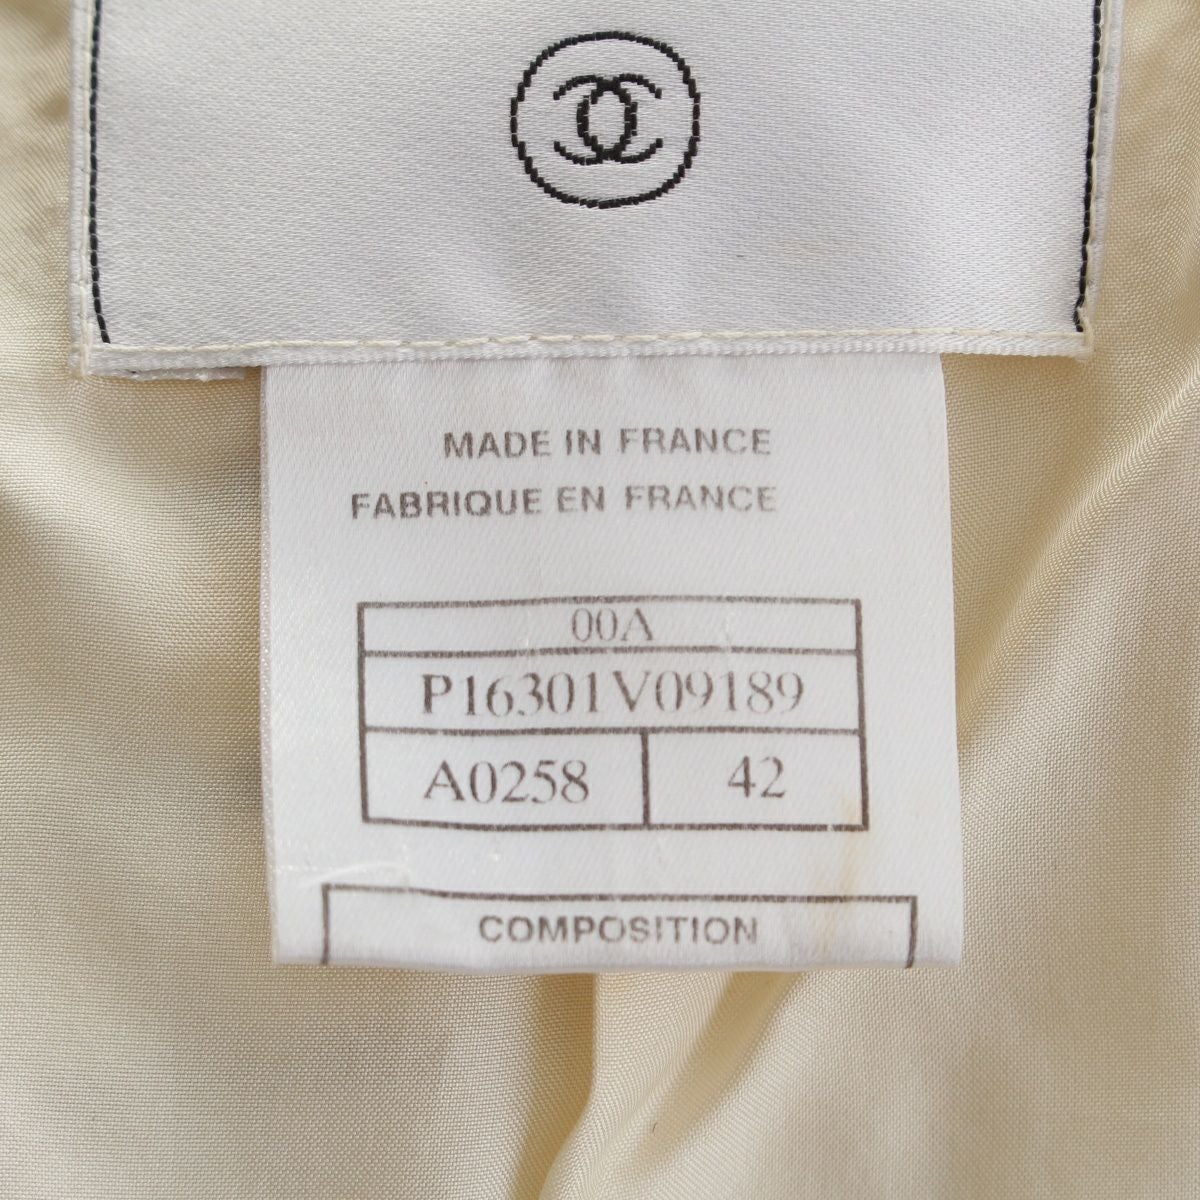 MADE IN FRANCE
FABRIQUE EN FRANCE
00A
P16301V09189
A0258 42
COMPOSITION